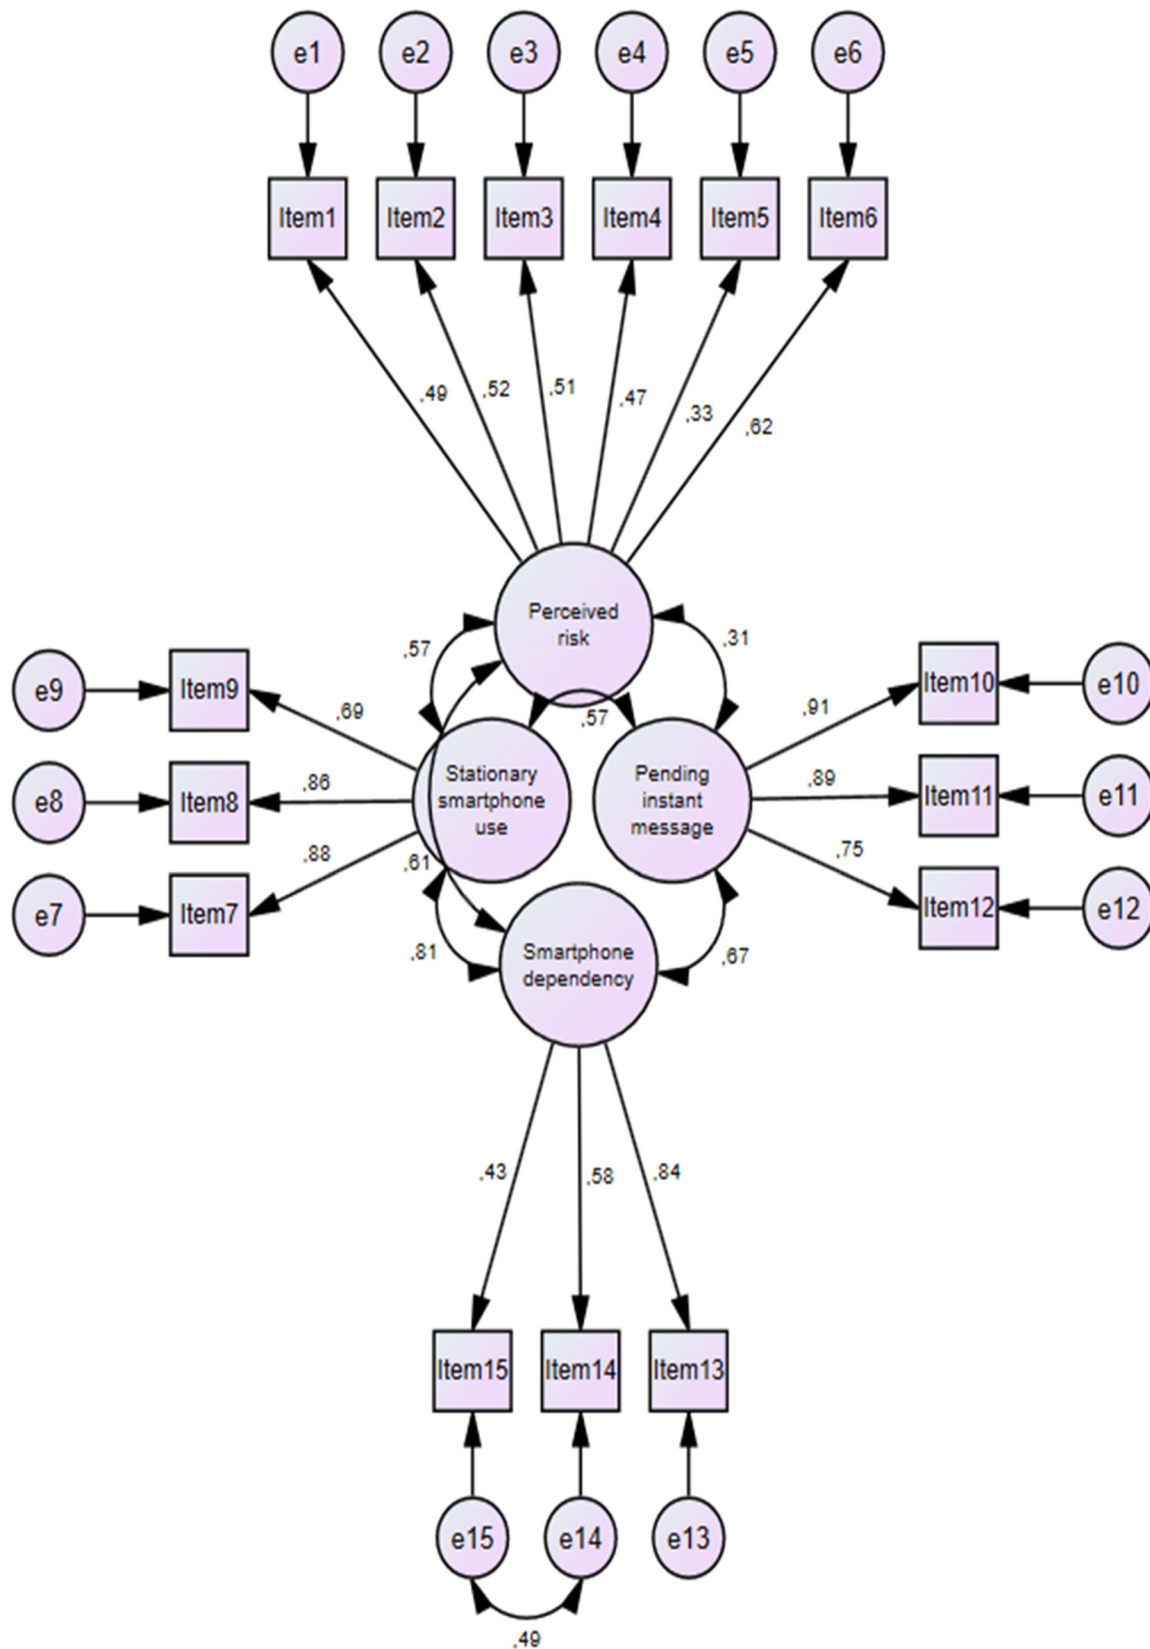 e1 e2 e3 e4 e5 e6
Item1 Item2 Item3 Item4 Item5 Item6
,49 ,52 ,51 ,47 ,33 ,62
Perceived
risk
,57 ,31
,57
e9 Item9 ,69
e8 Item8 ,86
e7 Item7 ,88
Stationary
smartphone
use
Pending
instant
message
,91 Item10 e10
,89 Item11 e11
,75 Item12 e12
,61
,81 ,67
Smartphone
dependency
,43 ,58 ,84
Item15 Item14 Item13
e15 e14 e13
,49